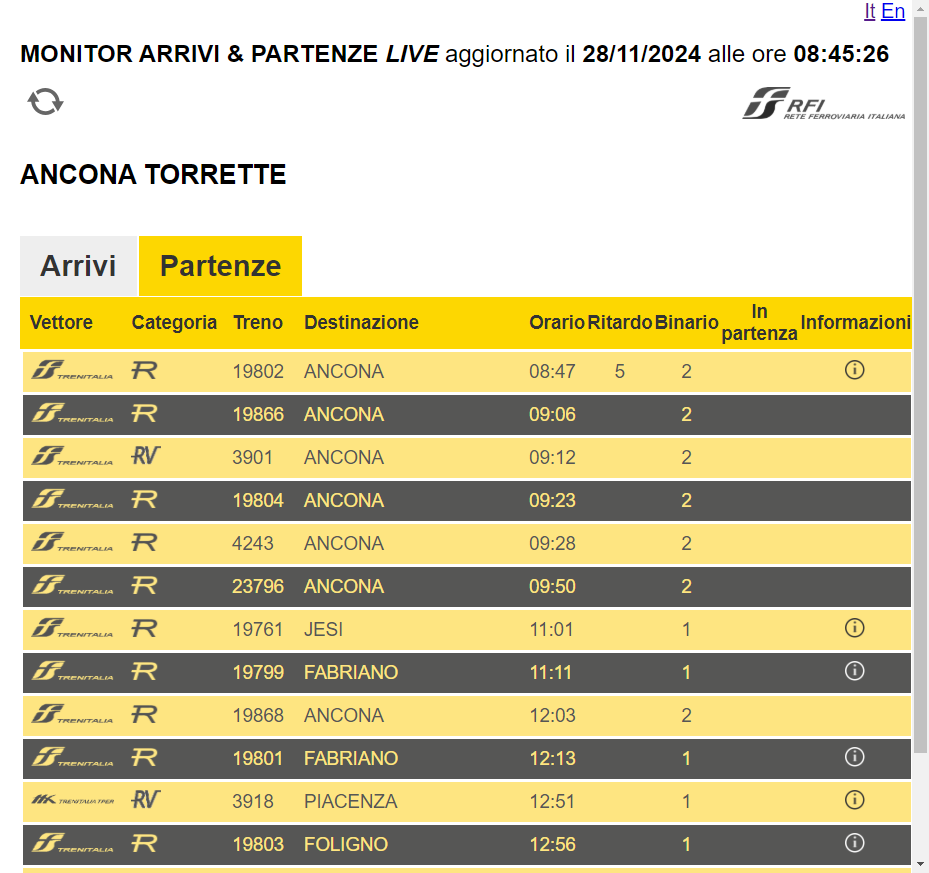 It En
MONITOR ARRIVI & PARTENZE LIVE aggiornato il 28/11/2024 alle ore 08:45:26
RFI
RETE FERROVIARIA ITALIANA
ANCONA TORRETTE
Arrivi Partenze
Vettore Categoria Treno Destinazione Orario Ritardo Binario In partenza Informazioni
TRENITALIA R 19802 ANCONA 08:47 5 2
TRENITALIA R 19866 ANCONA 09:06 2
TRENITALIA RV 3901 ANCONA 09:12 2
TRENITALIA R 19804 ANCONA 09:23 2
TRENITALIA R 4243 ANCONA 09:28 2
TRENITALIA R 23796 ANCONA 09:50 2
TRENITALIA R 19761 JESI 11:01 1
TRENITALIA R 19799 FABRIANO 11:11 1
TRENITALIA R 19868 ANCONA 12:03 2
TRENITALIA R 19801 FABRIANO 12:13 1
TRENITALIA TPER RV 3918 PIACENZA 12:51 1
TRENITALIA R 19803 FOLIGNO 12:56 1